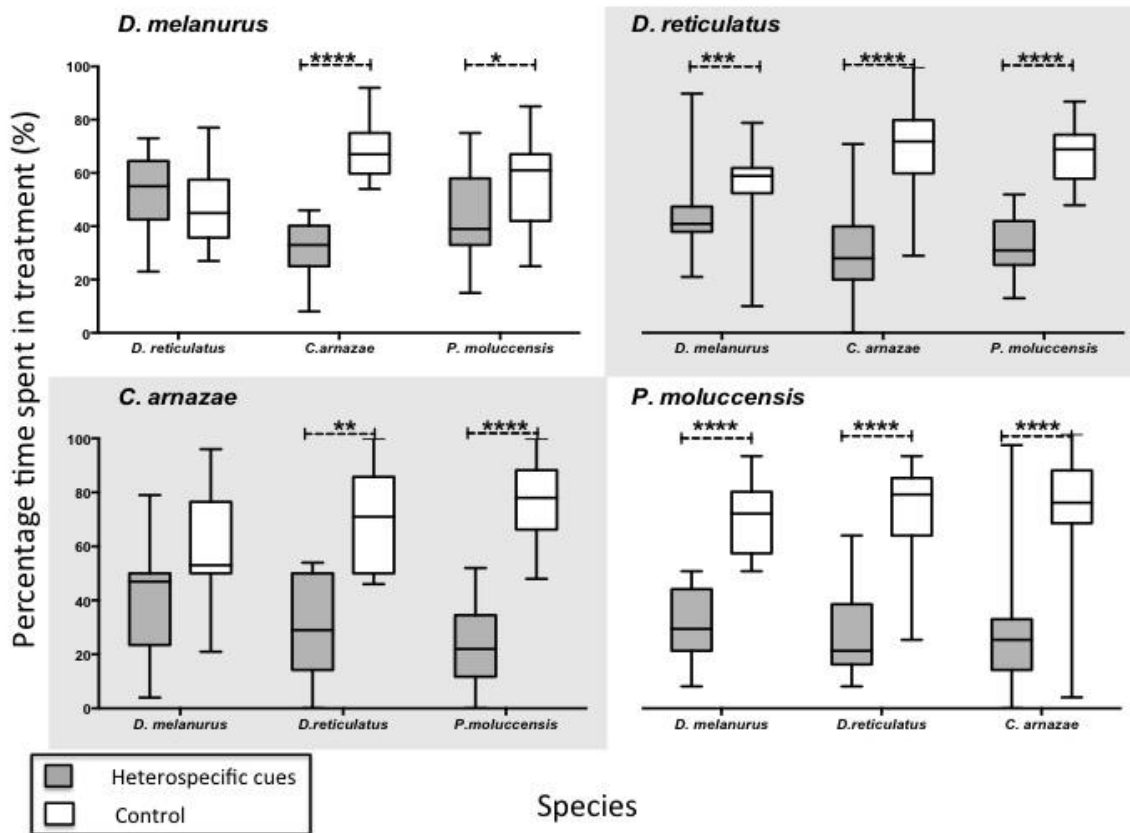 D. melanurus
D. reticulatus
Percentage time spent in treatment (%)
100
80
60
40
20
0
****
*
***
****
****
D. reticulatus
C.arnazae
P. moluccensis
D. melanurus
C. arnazae
P. moluccensis
C. arnazae
P. moluccensis
100
80
60
40
20
0
**
****
****
****
****
D. melanurus
D.reticulatus
P.moluccensis
D. melanurus
D.reticulatus
C. arnazae
Heterospecific cues
Control
Species